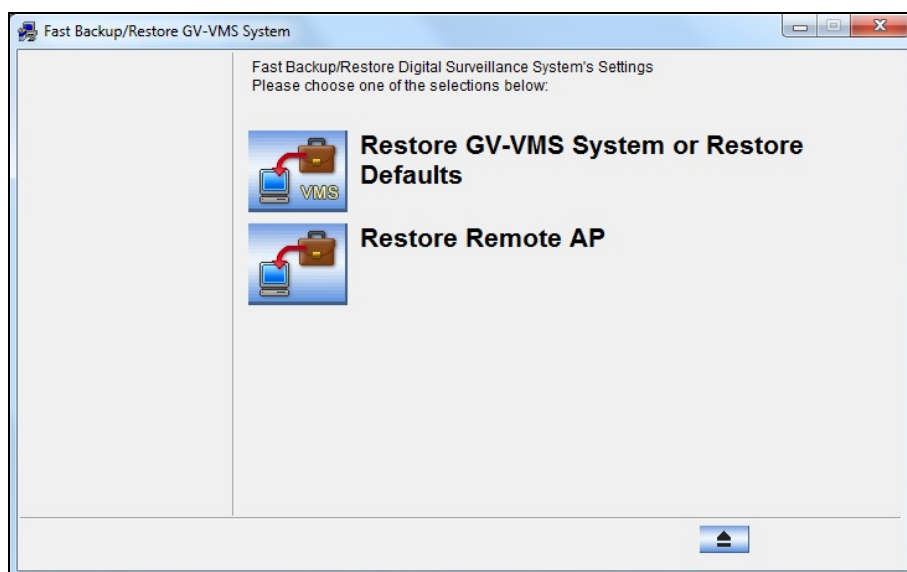 Fast Backup/Restore GV-VMS System
Fast Backup/Restore Digital Surveillance System's Settings
Please choose one of the selections below:
Restore GV-VMS System or Restore
Defaults
VMS
Restore Remote AP